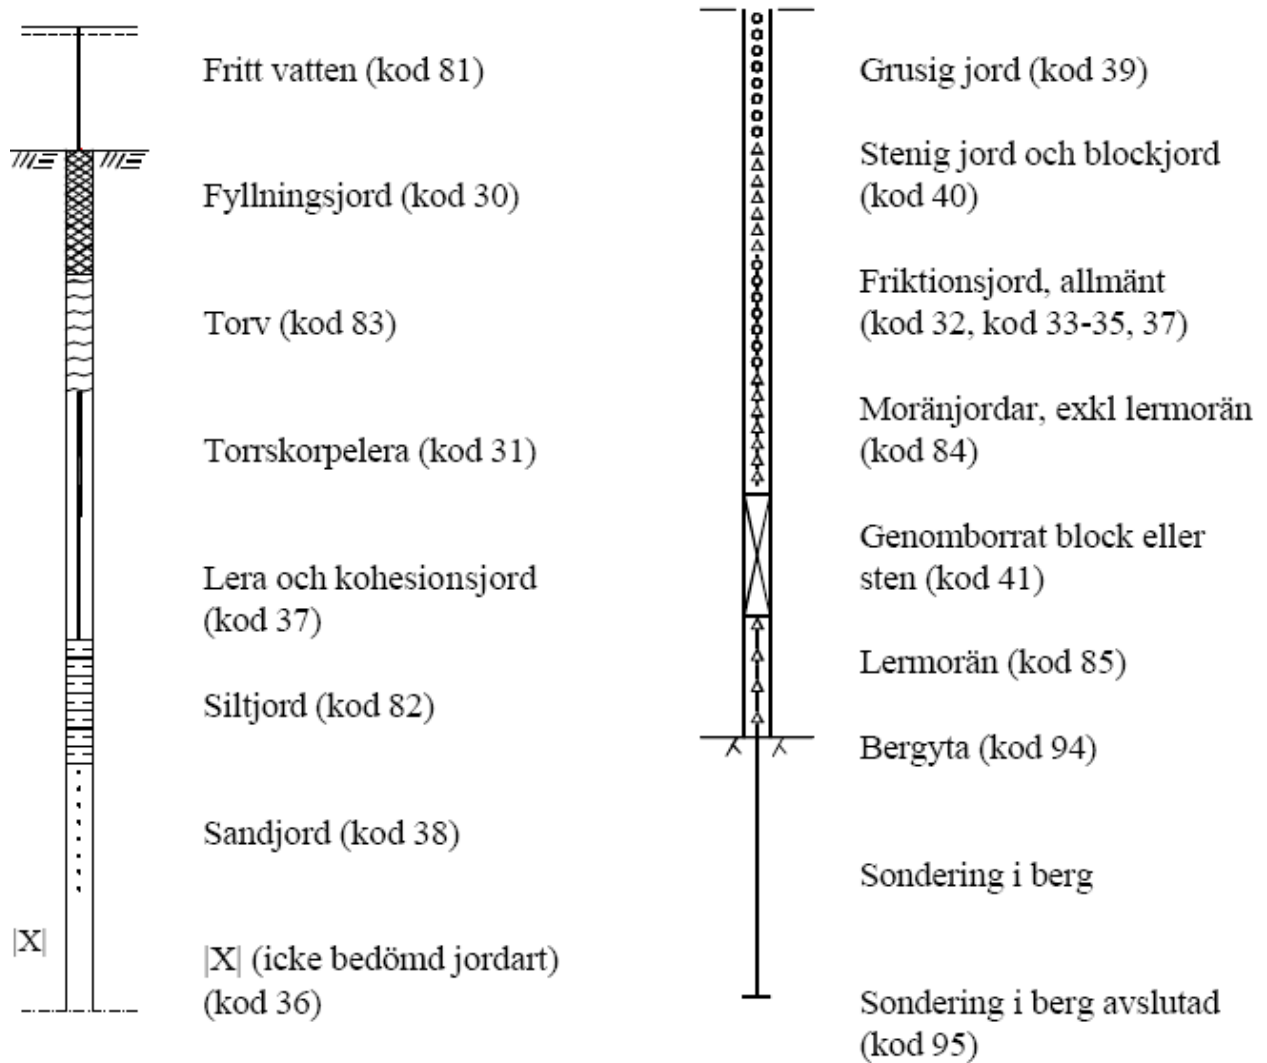 Fritt vatten (kod 81)
Fyllningsjord (kod 30)
Torv (kod 83)
Torrskorpelera (kod 31)
Lera och kohesionsjord
(kod 37)
Siltjord (kod 82)
Sandjord (kod 38)
|X|
|X| (icke bedömd jordart)
(kod 36)
Grusig jord (kod 39)
Stenig jord och blockjord
(kod 40)
Friktionsjord, allmänt
(kod 32, kod 33-35, 37)
Moränjordar, exkl lermorän
(kod 84)
Genomborrat block eller
sten (kod 41)
Lermorän (kod 85)
Bergyta (kod 94)
Sondering i berg
Sondering i berg avslutad
(kod 95)